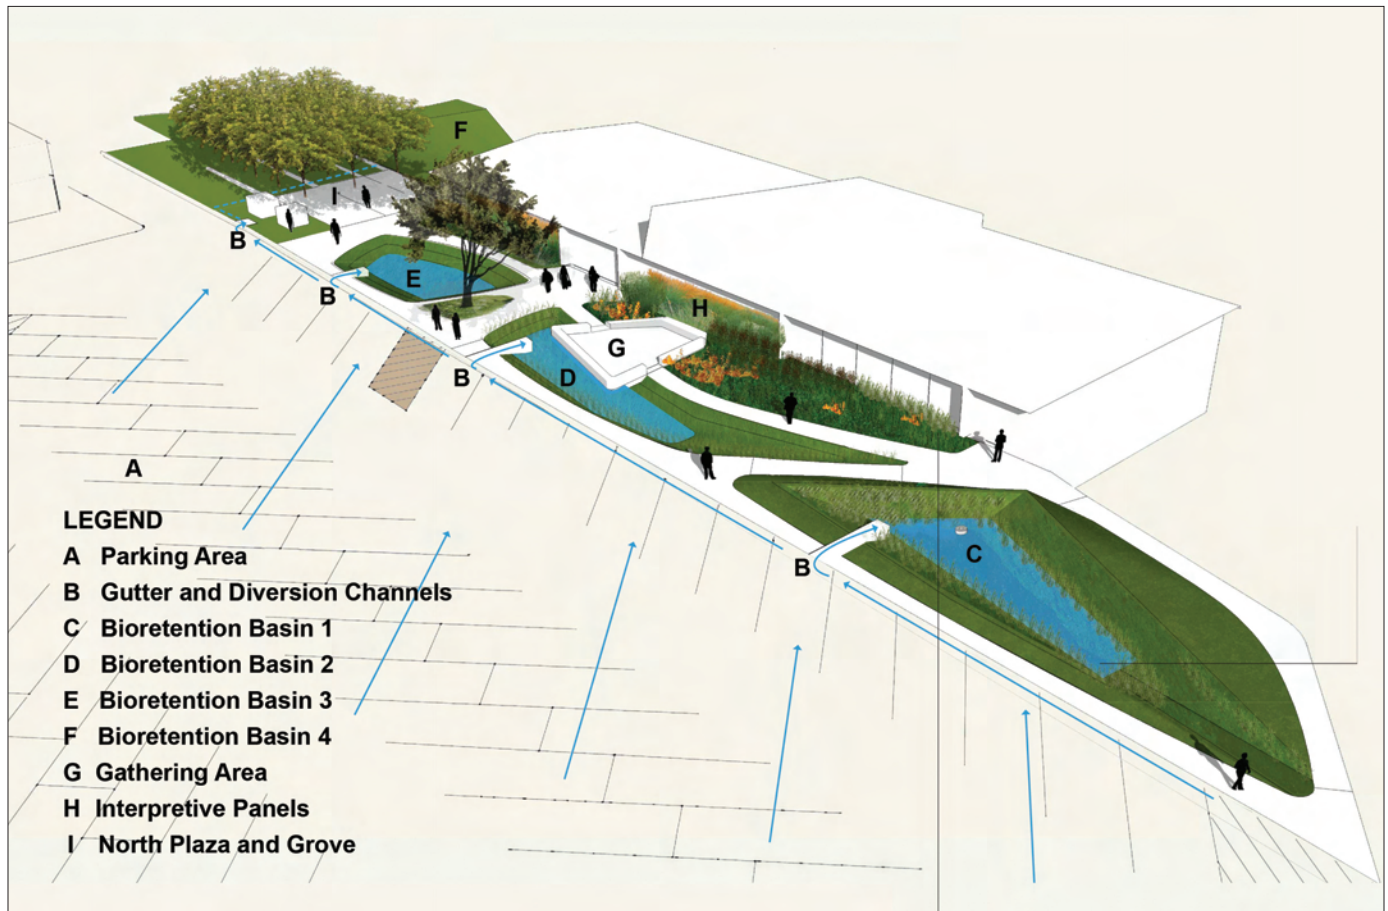 F
I
B
E
B
H
G
B
D
A
C
B
LEGEND
A Parking Area
B Gutter and Diversion Channels
C Bioretention Basin 1
D Bioretention Basin 2
E Bioretention Basin 3
F Bioretention Basin 4
G Gathering Area
H Interpretive Panels
I North Plaza and Grove